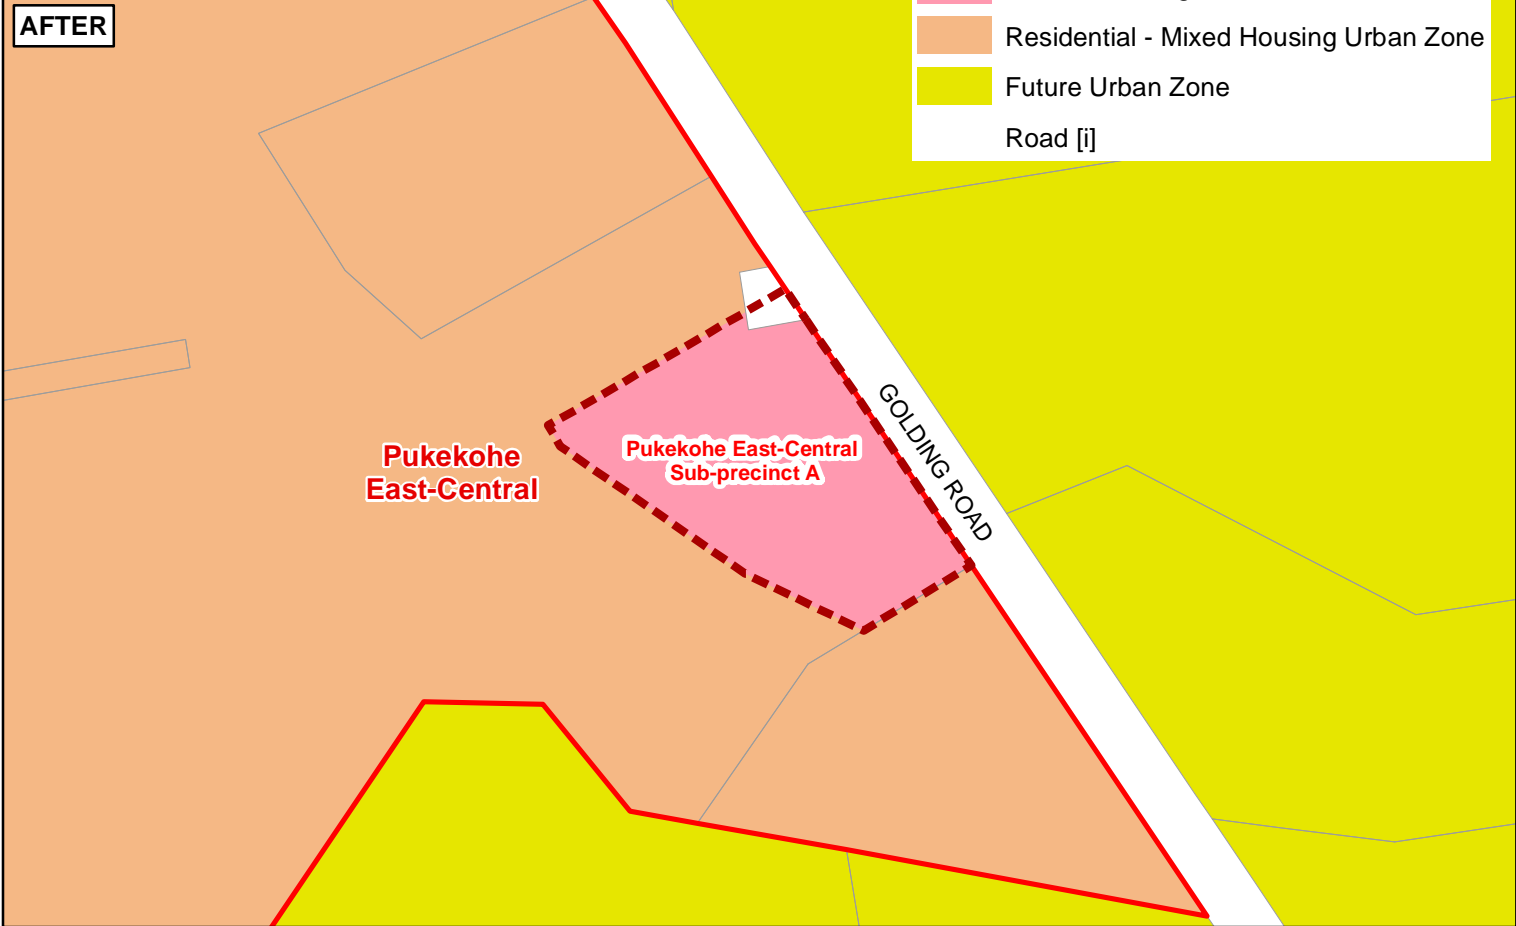 AFTER
Residential - Mixed Housing Urban Zone
Future Urban Zone
Road [i]
GOLDING ROAD
Pukekohe East-Central
Sub-precinct A
Pukekohe
East-Central